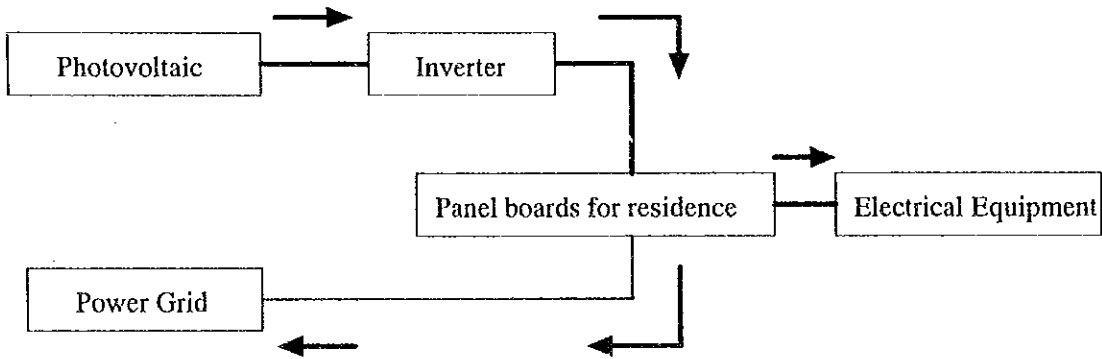 Photovoltaic
Inverter
Panel boards for residence
Electrical Equipment
Power Grid